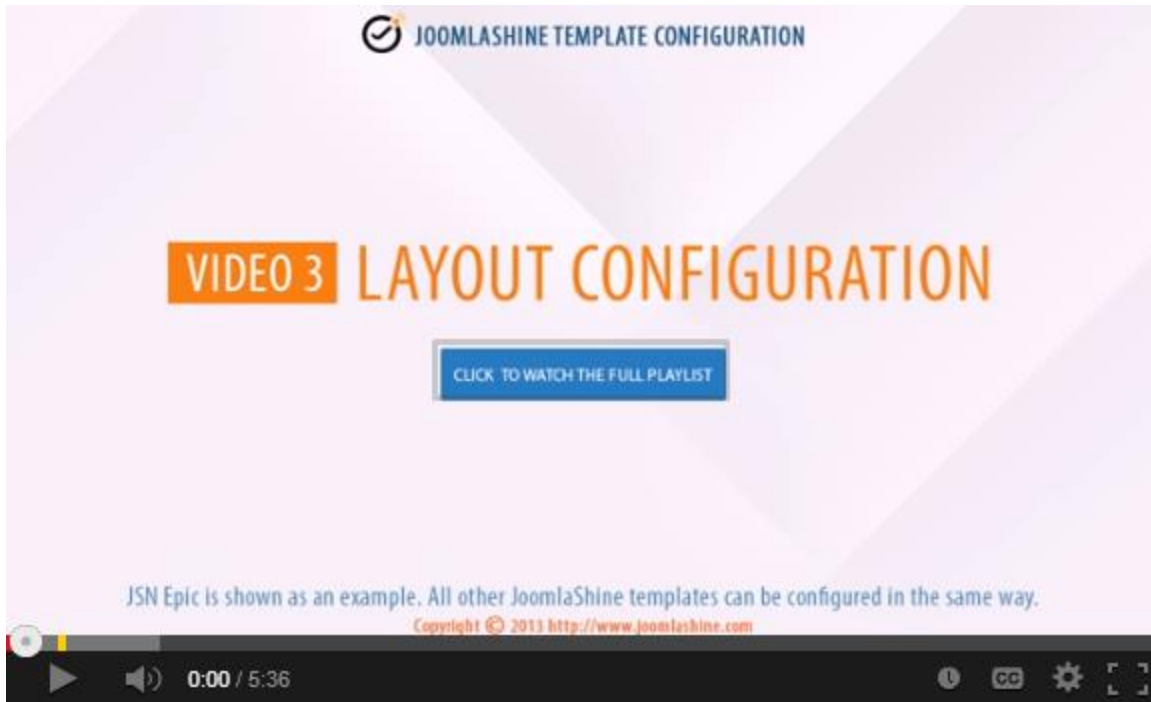 JOOMLASHINE TEMPLATE CONFIGURATION
VIDEO 3 LAYOUT CONFIGURATION
CLICK TO WATCH THE FULL PLAYLIST
JSN Epic is shown as an example. All other JoomlaShine templates can be configured in the same way.
Copyright © 2013 http://www.joomlashine.com
0:00 / 5:36 CC